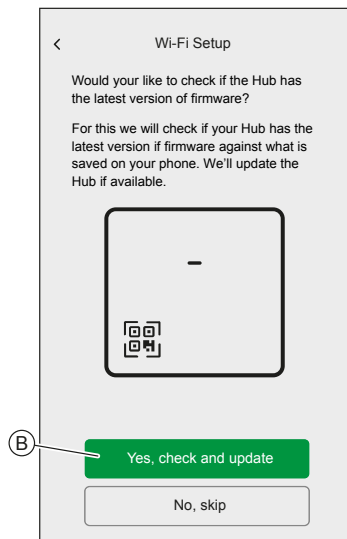 Wi-Fi Setup
Would your like to check if the Hub has
the latest version of firmware?
For this we will check if your Hub has the
latest version if firmware against what is
saved on your phone. We'll update the
Hub if available.
B
Yes, check and update
No, skip